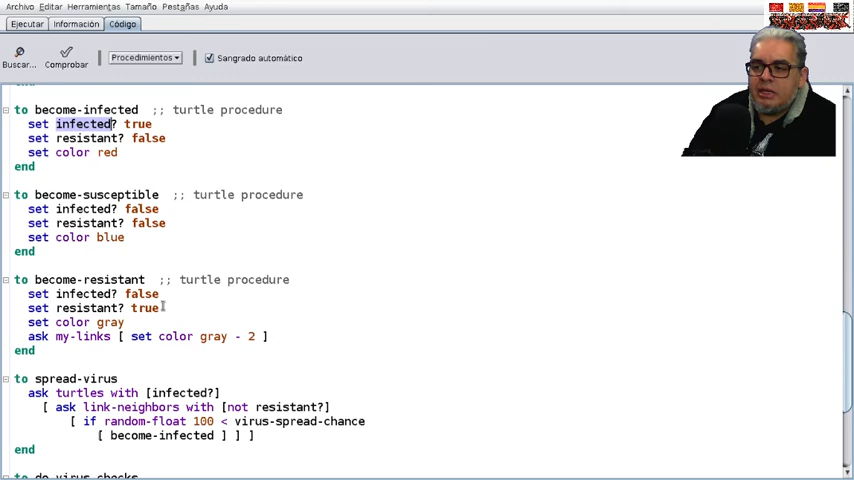 Archivo Editar Herramientas Tamaño Pestañas Ayuda
Ejecutar Información Código
Buscar... Comprobar Procedimientos Sangrado automático
end
to become-infected ;; turtle procedure
set infected? true
set resistant? false
set color red
end
to become-susceptible ;; turtle procedure
set infected? false
set resistant? false
set color blue
end
to become-resistant ;; turtle procedure
set infected? false
set resistant? true
set color gray
ask my-links [ set color gray - 2 ]
end
to spread-virus
ask turtles with [infected?]
[ ask link-neighbors with [not resistant?]
[ if random-float 100 < virus-spread-chance
[ become-infected ] ] ]
end
to do-virus-checks